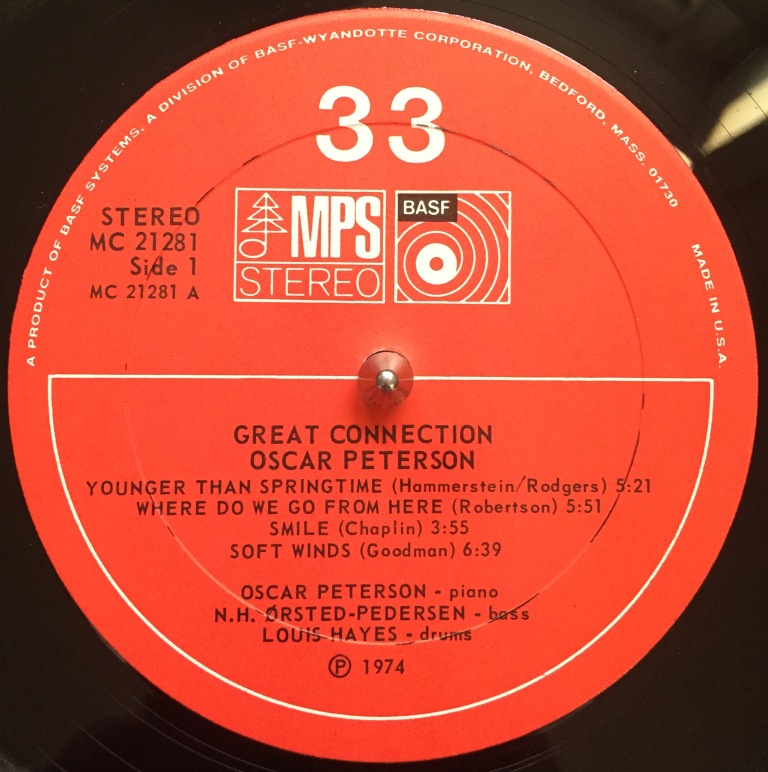 A PRODUCT OF BASF SYSTEMS, A DIVISION OF BASF-WYANDOTTE CORPORATION, BEDFORD, MASS. 01730 MADE IN U.S.A.
33
STEREO
MC 21281
Side 1
MC 21281 A
MPS
STEREO
BASF
GREAT CONNECTION
OSCAR PETERSON
YOUNGER THAN SPRINGTIME (Hammerstein/Rodgers) 5:21
WHERE DO WE GO FROM HERE (Robertson) 5:51
SMILE (Chaplin) 3:55
SOFT WINDS (Goodman) 6:39
OSCAR PETERSON - piano
N.H. ØRSTED-PEDERSEN - bass
LOUIS HAYES - drums
Ⓟ 1974